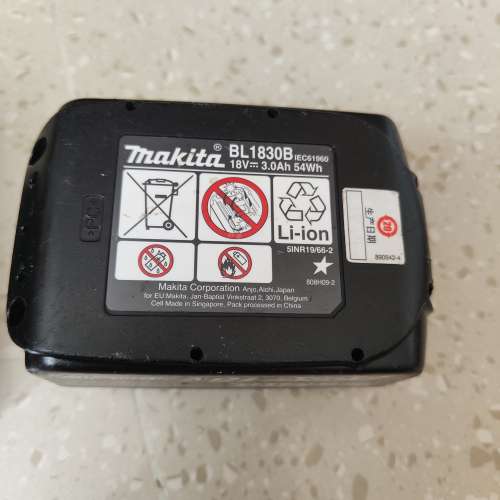 makita® BL1830B IEC61960
18V⎓ 3.0Ah 54Wh
Li-ion
5INR19/66-2
Makita Corporation Anjo,Aichi,Japan
for EU Makita, Jan-Baptist Vinkstraat 2, 3070, Belgium
Cell Made in Singapore, Pack processed in China
生产日期
890542-4